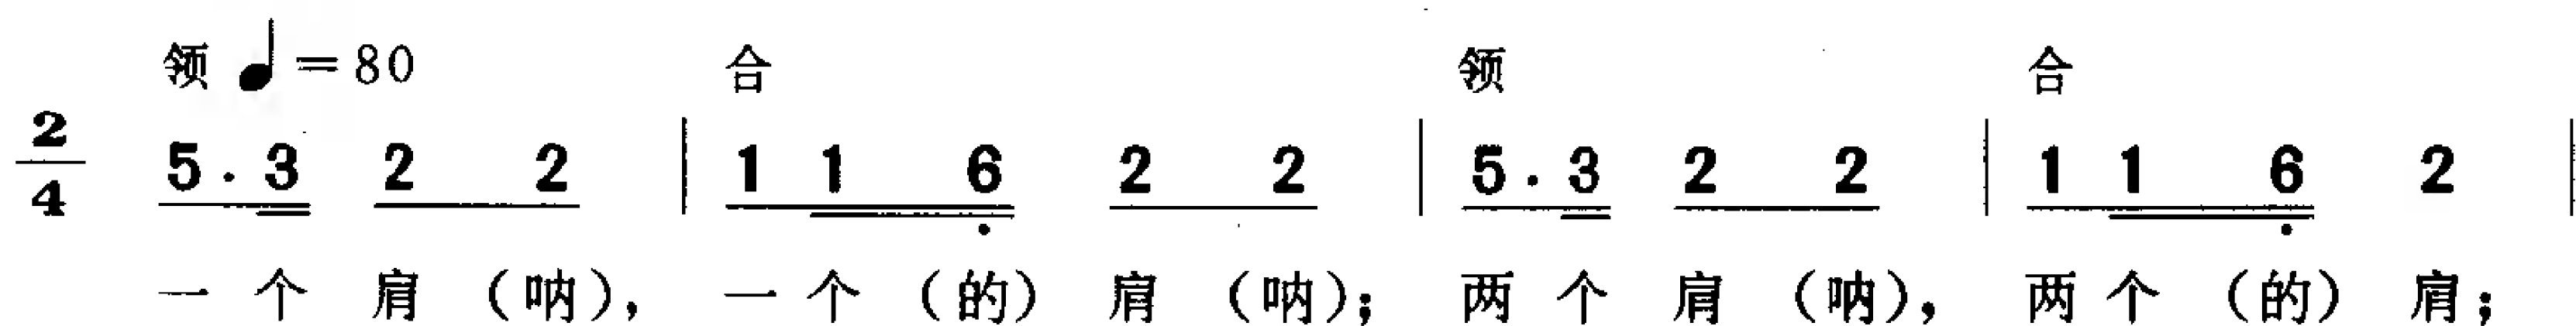 领 ♩=80 合 领 合
2/4 5·3 2 2 | 1 1 6̣ 2 2 | 5·3 2 2 | 1 1 6̣ 2 |
一个肩（呐）， 一个（的）肩（呐）； 两个肩（呐）， 两个（的）肩；